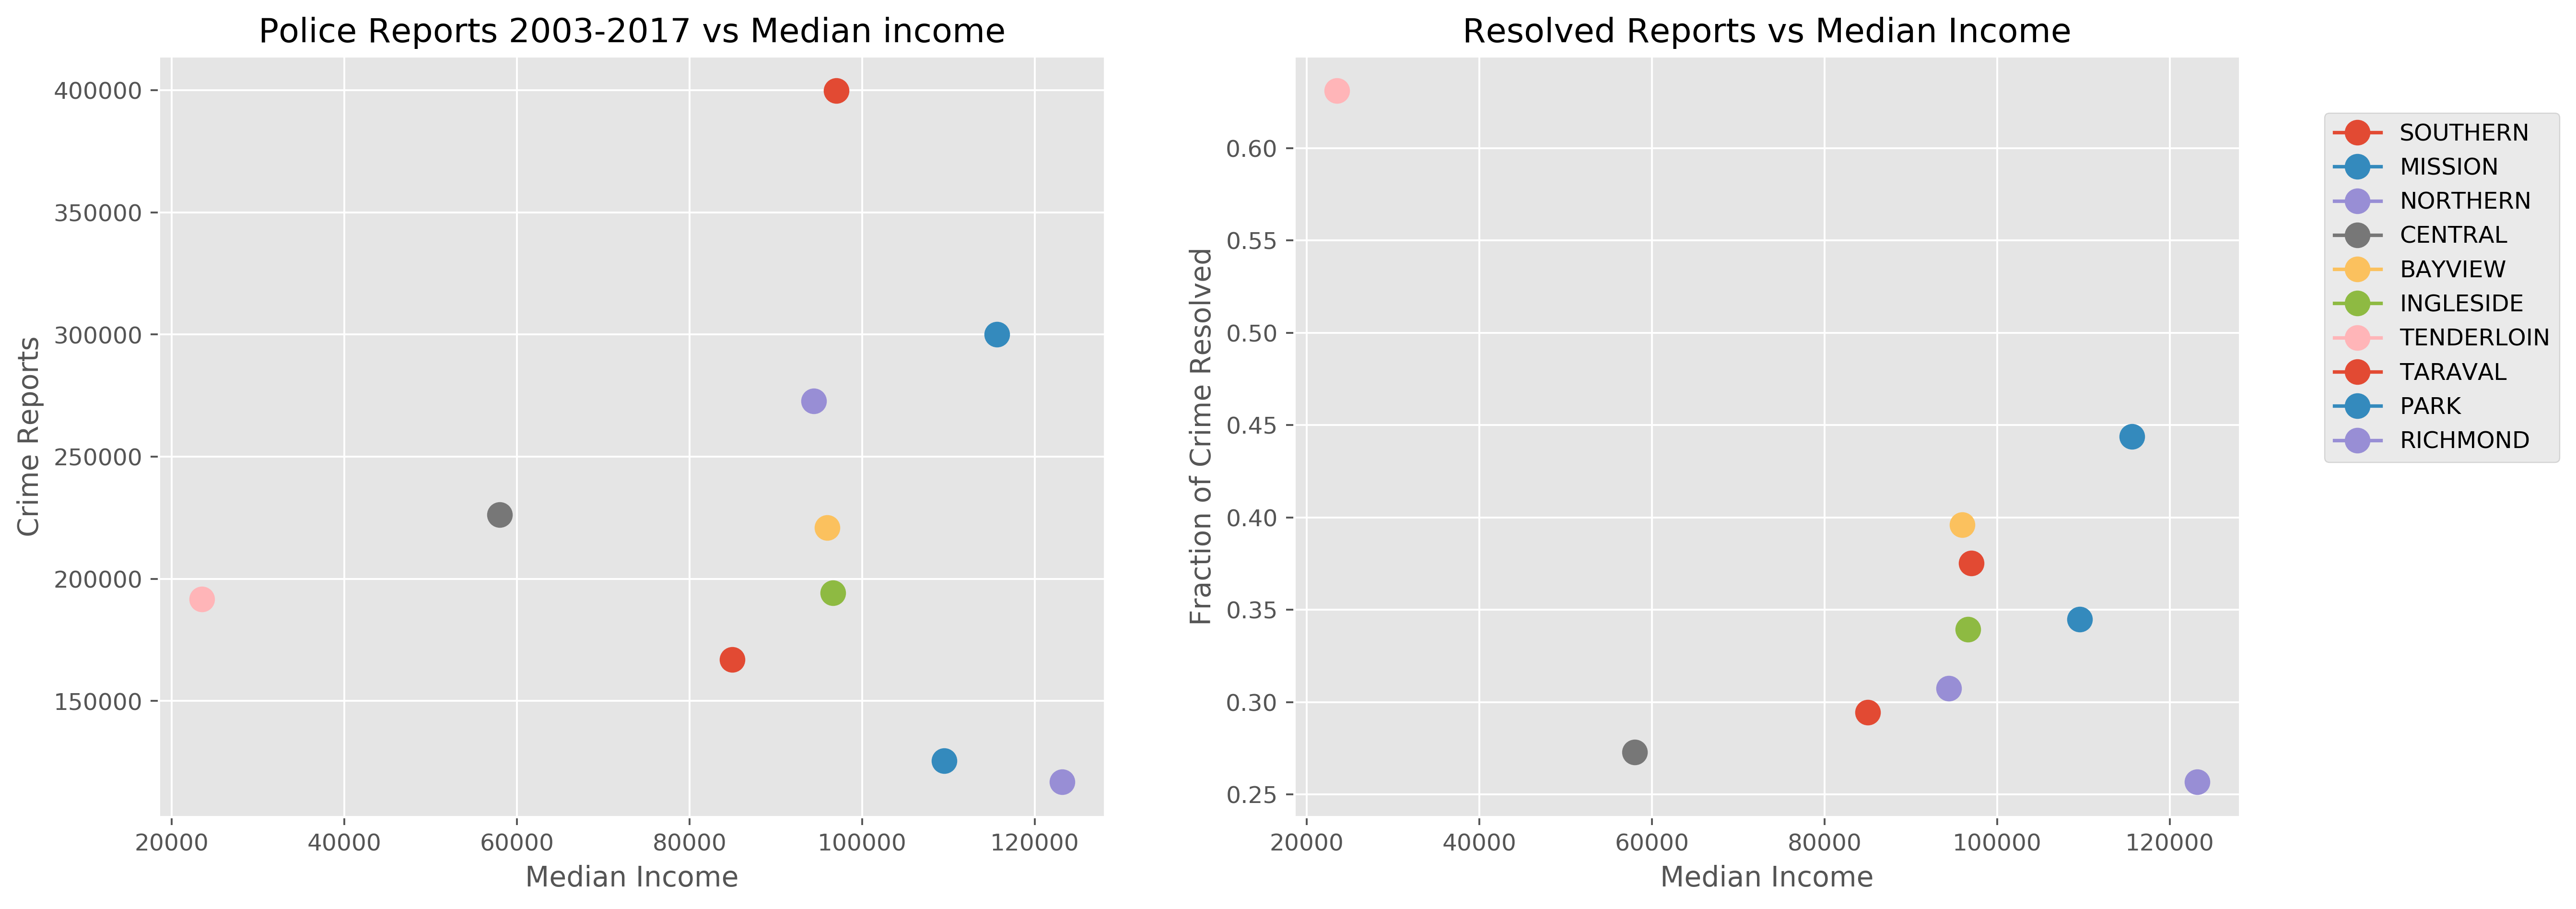 Police Reports 2003-2017 vs Median income
Crime Reports
400000
350000
300000
250000
200000
150000
20000 40000 60000 80000 100000 120000
Median Income
Resolved Reports vs Median Income
Fraction of Crime Resolved
0.60
0.55
0.50
0.45
0.40
0.35
0.30
0.25
20000 40000 60000 80000 100000 120000
Median Income
SOUTHERN
MISSION
NORTHERN
CENTRAL
BAYVIEW
INGLESIDE
TENDERLOIN
TARAVAL
PARK
RICHMOND